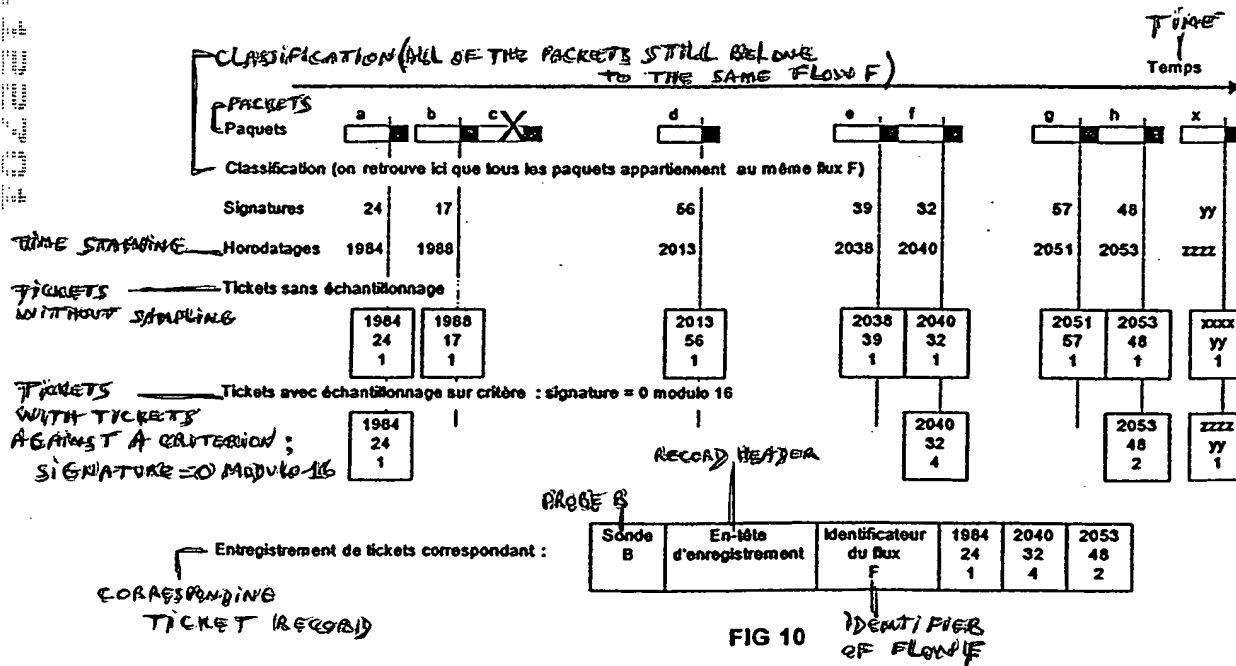 TIME
CLASSIFICATION (ALL OF THE PACKETS STILL BELONG
TO THE SAME FLOW F)
Temps
PACKETS
a b c d e f g h x
Paquets
Classification (on retrouve ici que tous les paquets appartiennent au même flux F)
Signatures 24 17 56 39 32 57 48 yy
TIME STAMPING Horodatages 1984 1988 2013 2038 2040 2051 2053 zzzz
TICKETS Tickets sans échantillonnage
WITHOUT SAMPLING
1984 1988 2013 2038 2040 2051 2053 xxxx
24 17 56 39 32 57 48 yy
1 1 1 1 1 1 1 1
TICKETS Tickets avec échantillonnage sur critère : signature = 0 modulo 16
WITH TICKETS
AGAINST A CRITERION;
SIGNATURE = 0 MODULO 16
1984 2040 2053 zzzz
24 32 48 yy
1 4 2 1
RECORD HEADER
PROBE B
Entregistrement de tickets correspondant :
Sonde En-tête Identificateur 1984 2040 2053
B d'enregistrement du flux 24 32 48
F 1 4 2
CORRESPONDING
TICKET RECORD
FIG 10
IDENTIFIER
OF FLOW F